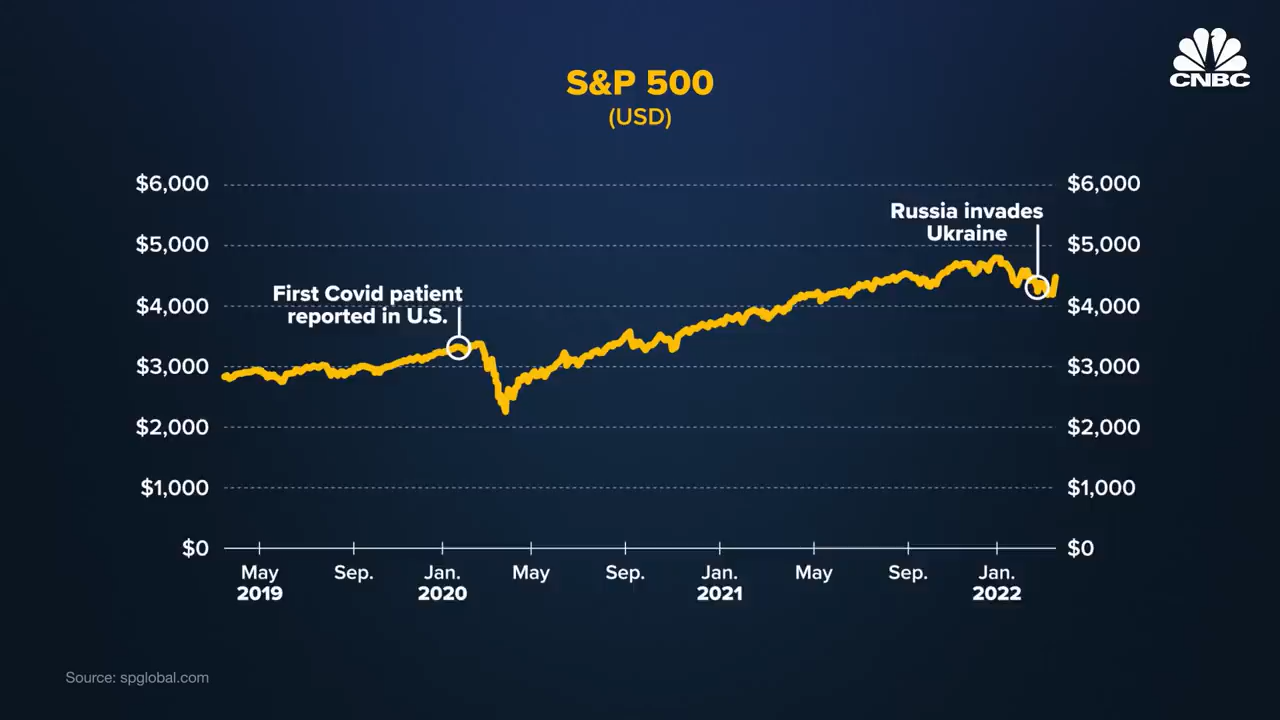 CNBC
S&P 500
(USD)
$6,000
$6,000
Russia invades
Ukraine
$5,000
$5,000
First Covid patient
reported in U.S.
$4,000
$4,000
$3,000
$3,000
$2,000
$2,000
$1,000
$1,000
$0
$0
May Sep. Jan. May Sep. Jan. May Sep. Jan.
2019 2020 2021 2022
Source: spglobal.com